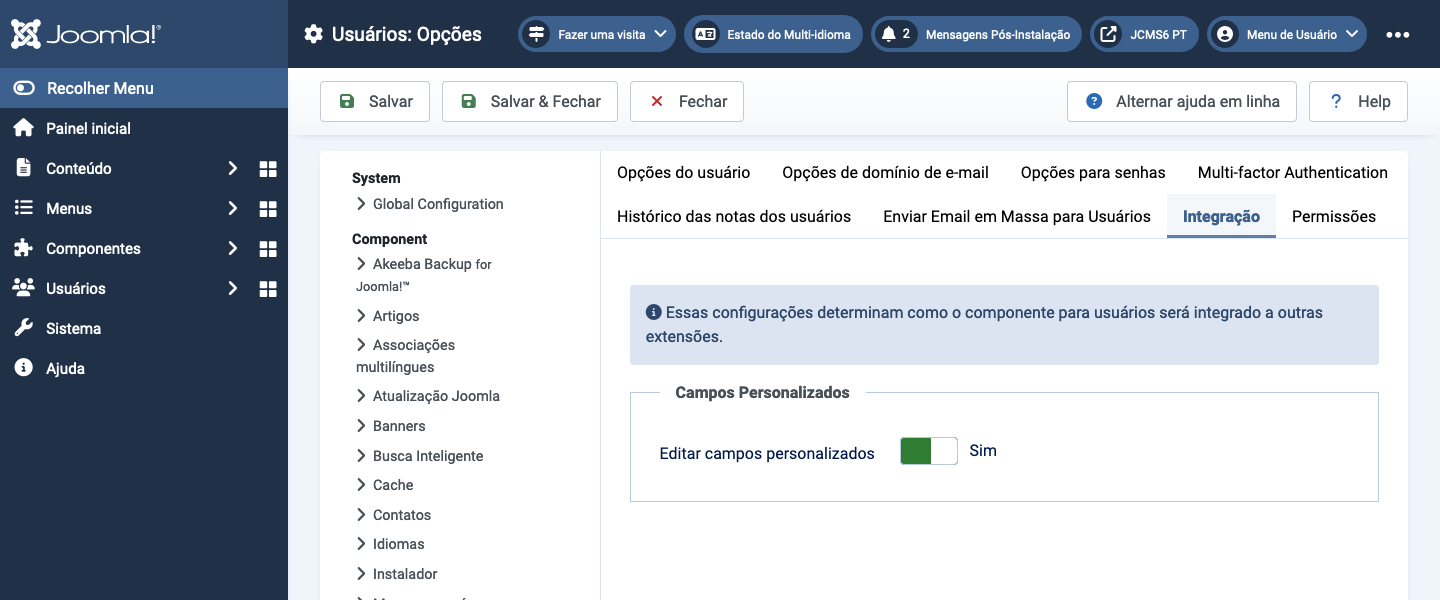 Joomla!®
Usuários: Opções
Fazer uma visita
Estado do Multi-idioma
2 Mensagens Pós-Instalação
JCMS6 PT
Menu de Usuário
Recolher Menu
Painel inicial
Conteúdo
Menus
Componentes
Usuários
Sistema
Ajuda
Salvar
Salvar & Fechar
Fechar
Alternar ajuda em linha
? Help
System
Global Configuration
Component
Akeeba Backup for
Joomla!™
Artigos
Associações
multilíngues
Atualização Joomla
Banners
Busca Inteligente
Cache
Contatos
Idiomas
Instalador
Opções do usuário
Opções de domínio de e-mail
Opções para senhas
Multi-factor Authentication
Histórico das notas dos usuários
Enviar Email em Massa para Usuários
Integração
Permissões
Essas configurações determinam como o componente para usuários será integrado a outras
extensões.
Campos Personalizados
Editar campos personalizados
Sim